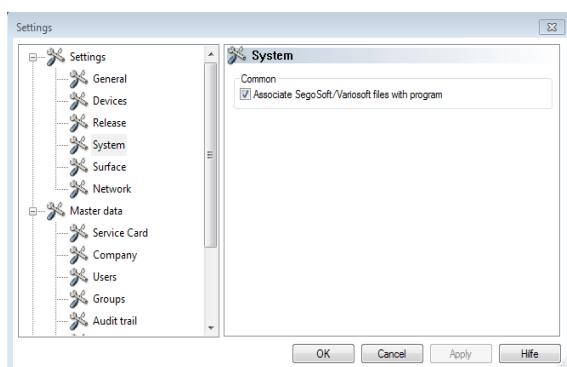 Settings
Settings
General
Devices
Release
System
Surface
Network
Master data
Service Card
Company
Users
Groups
Audit trail
System
Common
Associate SegoSoft/Variosoft files with program
OK
Cancel
Apply
Hilfe